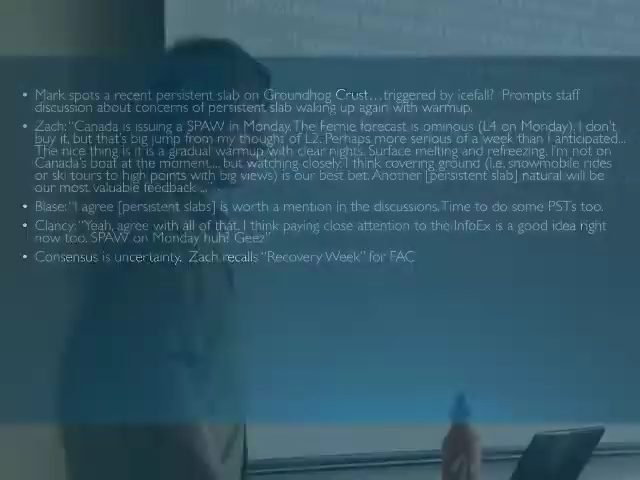 • Mark spots a recent persistent slab on Groundhog Crust…triggered by icefall? Prompts staff
discussion about concerns of persistent slab waking up again with warmup.
• Zach: “Canada is issuing a SPAW in Monday. The Fernie forecast is ominous (L4 on Monday). I don't
buy it, but that's big jump from my thought of L2. Perhaps more serious of a week than I anticipated...
The nice thing is it is a gradual warmup with clear nights. Surface melting and refreezing. I'm not on
Canada's boat at the moment.... but watching closely. I think covering ground (i.e. snowmobile rides
or ski tours to high points with big views) is our best bet. Another [persistent slab] natural will be
our most valuable feedback ...
• Blase: “I agree [persistent slabs] is worth a mention in the discussions. Time to do some PSTs too.
• Clancy: “Yeah, agree with all of that. I think paying close attention to the InfoEx is a good idea right
now too. SPAW on Monday huh? Geez”
• Consensus is uncertainty. Zach recalls “Recovery Week” for FAC